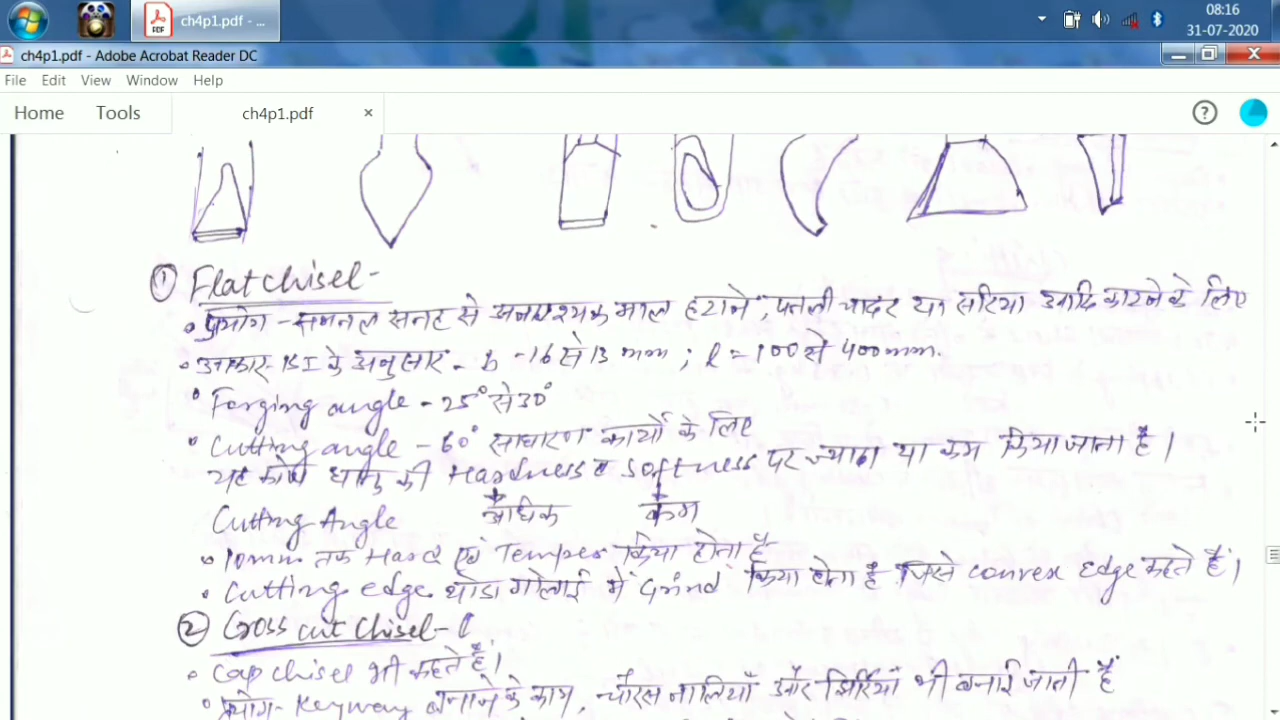 ch4p1.pdf - ...
08:16
31-07-2020
ch4p1.pdf - Adobe Acrobat Reader DC
File Edit View Window Help
Home Tools ch4p1.pdf ×
① Flat chisel -
• प्रयोग - समतल सतह से अनावश्यक माल हटाने, पतली चादर या सरिया आदि काटने के लिए
• आकार - BI के अनुसार - b - 16 से 13 mm ; l = 100 से 400mm.
• Forging angle - 25° से 30°
• Cutting angle - 60° साधारण कार्यो के लिए
यह कोण धातु की Hardness व Softness पर ज्यादा या कम किया जाता है।
Cutting Angle अधिक कम
• 10mm तक Hard एवं Temper किया होता है
• Cutting edge थोडा गोलाई में Grind किया होता है जिसे convex Edge कहते हैं।
② Cross cut chisel - (
• Cap chisel भी कहते हैं।
• प्रयोग - Keyway बनाने के काम, चौरस नालियाँ और झिर्रियाँ भी बनाई जाती हैं